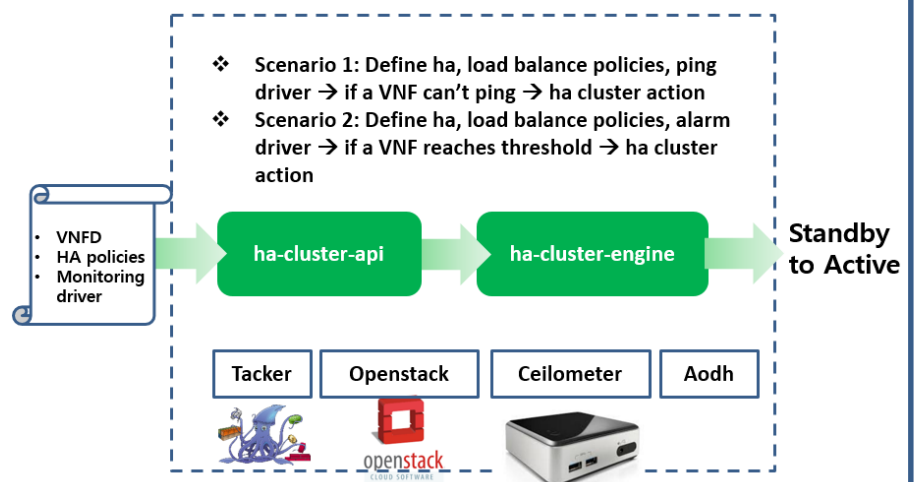 ❖ Scenario 1: Define ha, load balance policies, ping
driver → if a VNF can't ping → ha cluster action
❖ Scenario 2: Define ha, load balance policies, alarm
driver → if a VNF reaches threshold → ha cluster
action
• VNFD
• HA policies
• Monitoring
driver
ha-cluster-api
ha-cluster-engine
Standby
to Active
Tacker
Openstack
Ceilometer
Aodh
openstack
CLOUD SOFTWARE